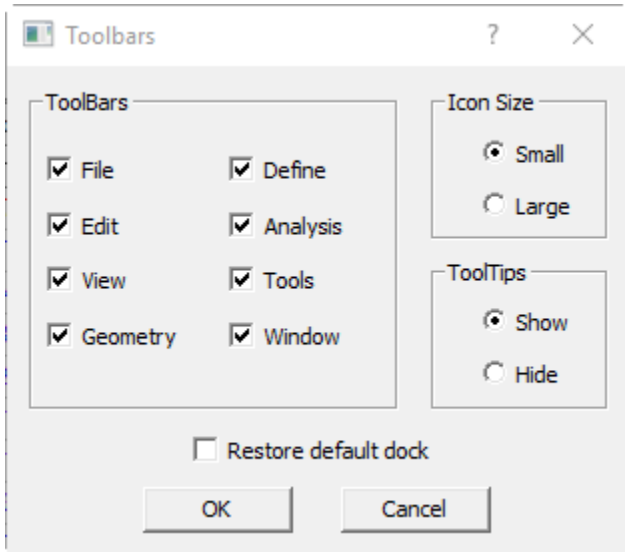 Toolbars ?
ToolBars
File
Define
Edit
Analysis
View
Tools
Geometry
Window
Icon Size
Small
Large
ToolTips
Show
Hide
Restore default dock
OK
Cancel